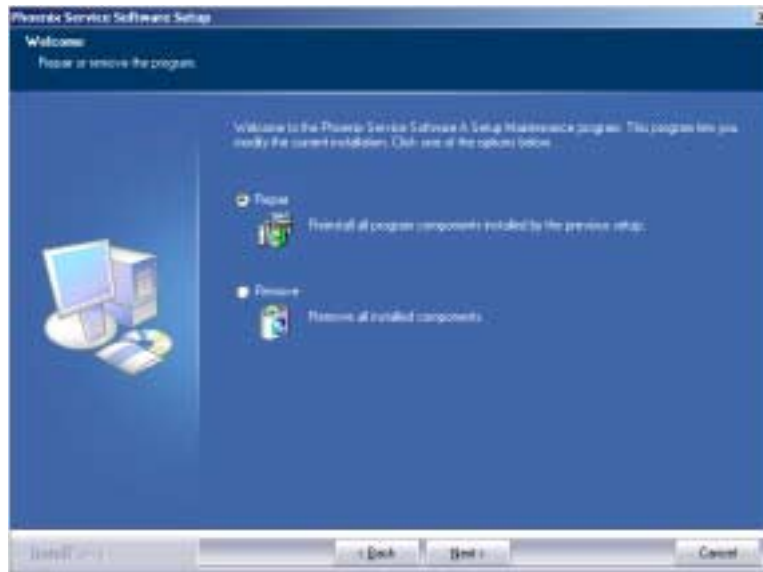 Phoenix Service Software Setup
Welcome
Repair or remove the program.
Welcome to the Phoenix Service Software A Setup Maintenance program. This program lets you
modify the current installation. Click one of the options below.
Repair
Reinstall all program components installed by the previous setup.
Remove
Remove all installed components.
< Back
Next >
Cancel